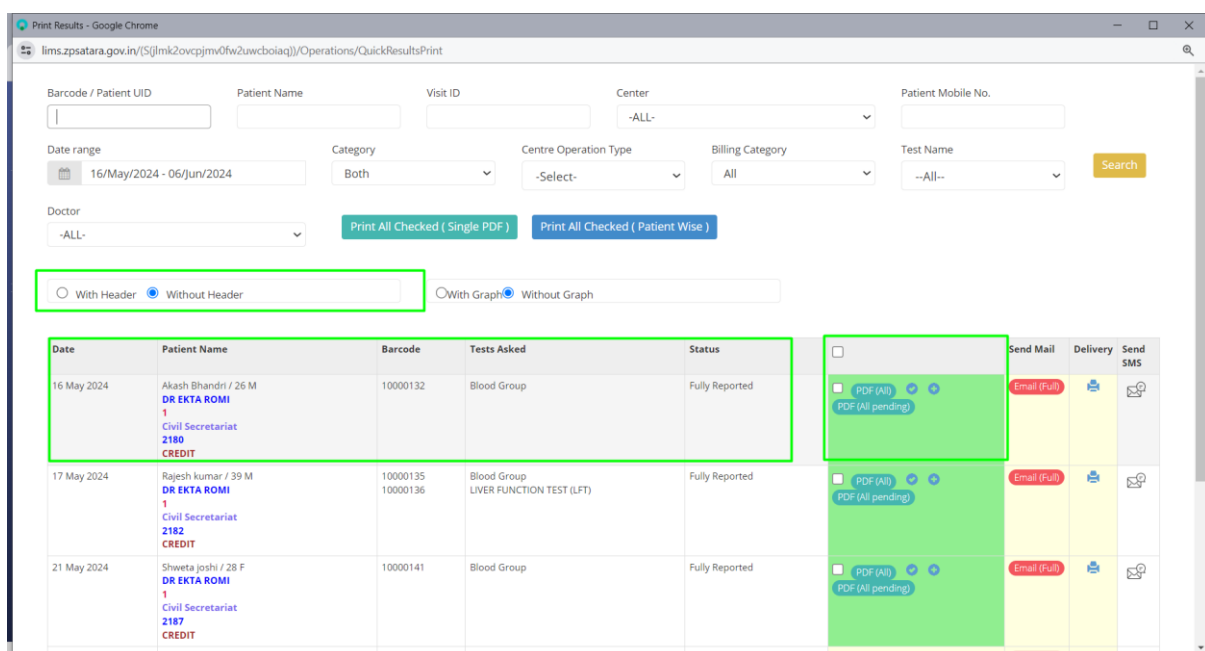 Print Results - Google Chrome
lims.zpsatara.gov.in/(S(jlmk2ovcpjmv0fw2uwcboiaq))/Operations/QuickResultsPrint
Barcode / Patient UID Patient Name Visit ID Center Patient Mobile No.
-ALL-
Date range Category Centre Operation Type Billing Category Test Name
16/May/2024 - 06/Jun/2024 Both -Select- All --All-- Search
Doctor
-ALL- Print All Checked ( Single PDF ) Print All Checked ( Patient Wise )
With Header Without Header With Graph Without Graph
Date Patient Name Barcode Tests Asked Status Send Mail Delivery Send
SMS
16 May 2024 Akash Bhandri / 26 M 10000132 Blood Group Fully Reported PDF (All) Email (Full)
DR EKTA ROMI PDF (All pending)
1
Civil Secretariat
2180
CREDIT
17 May 2024 Rajesh kumar / 39 M 10000135 Blood Group Fully Reported PDF (All) Email (Full)
DR EKTA ROMI 10000136 LIVER FUNCTION TEST (LFT) PDF (All pending)
1
Civil Secretariat
2182
CREDIT
21 May 2024 Shweta joshi / 28 F 10000141 Blood Group Fully Reported PDF (All) Email (Full)
DR EKTA ROMI PDF (All pending)
1
Civil Secretariat
2187
CREDIT